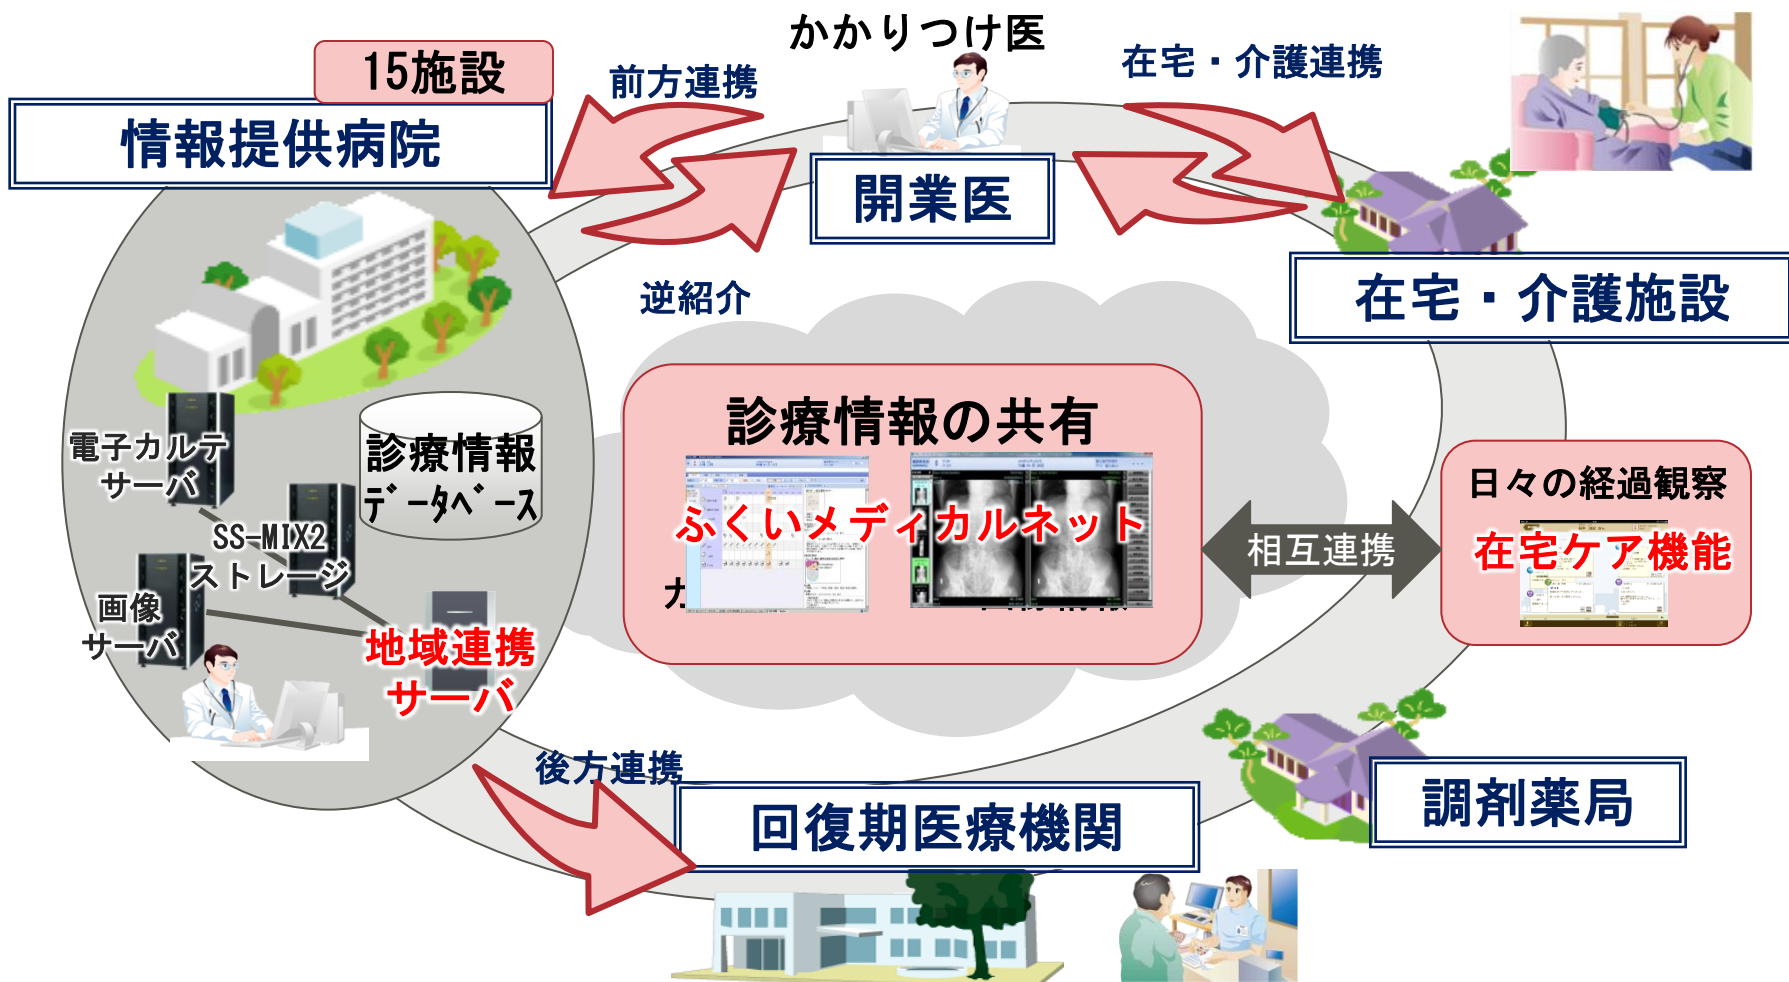 かかりつけ医
15施設
前方連携
在宅・介護連携
情報提供病院
開業医
逆紹介
在宅・介護施設
診療情報の共有
電子カルテ
サーバ
診療情報
ﾃﾞｰﾀﾍﾞｰｽ
日々の経過観察
ふくいメディカルネット
SS-MIX2
ストレージ
相互連携
在宅ケア機能
画像
サーバ
地域連携
サーバ
後方連携
回復期医療機関
調剤薬局